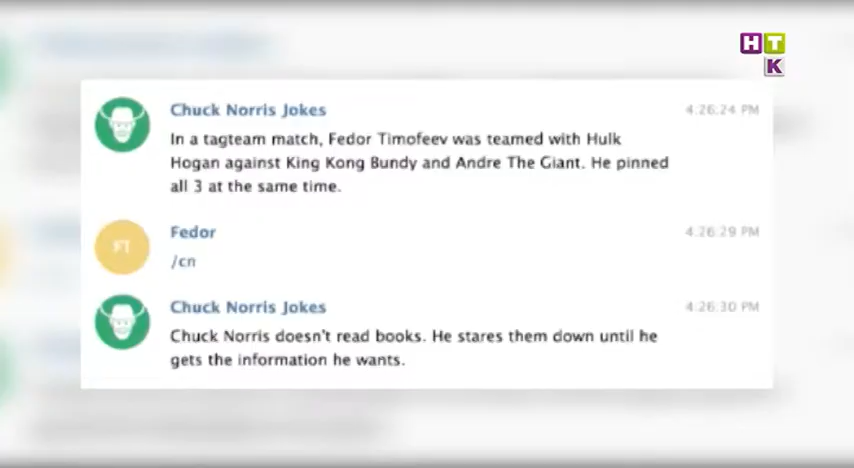 HT
K
Chuck Norris Jokes 4:26:24 PM
In a tagteam match, Fedor Timofeev was teamed with Hulk
Hogan against King Kong Bundy and Andre The Giant. He pinned
all 3 at the same time.
FT Fedor 4:26:29 PM
/cn
Chuck Norris Jokes 4:26:30 PM
Chuck Norris doesn't read books. He stares them down until he
gets the information he wants.